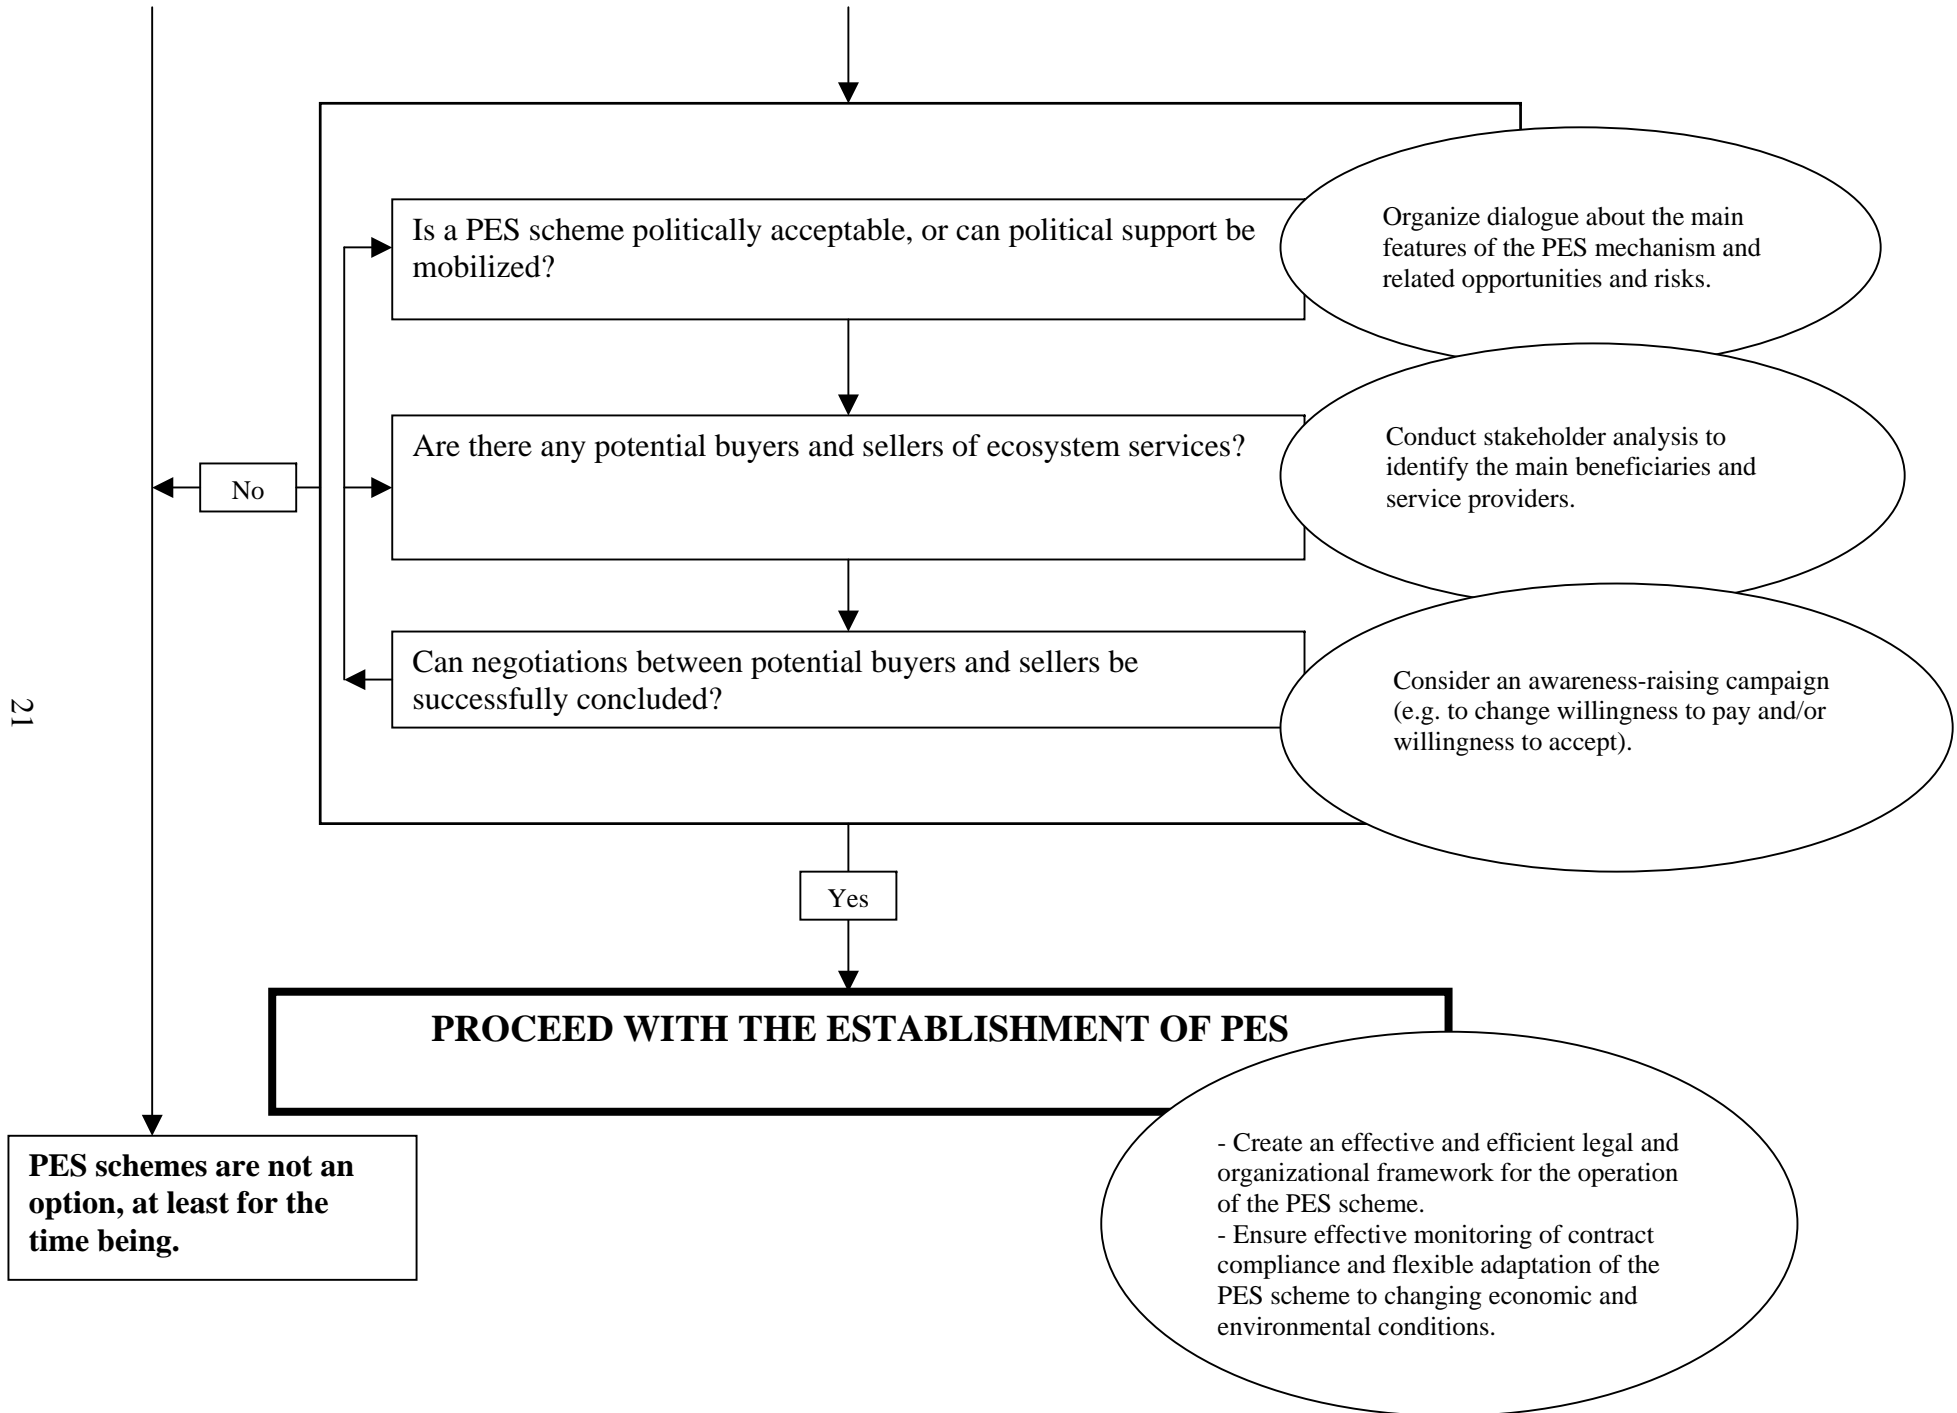 Is a PES scheme politically acceptable, or can political support be
mobilized?
Organize dialogue about the main
features of the PES mechanism and
related opportunities and risks.
Are there any potential buyers and sellers of ecosystem services?
Conduct stakeholder analysis to
identify the main beneficiaries and
service providers.
No
Can negotiations between potential buyers and sellers be
successfully concluded?
Consider an awareness-raising campaign
(e.g. to change willingness to pay and/or
willingness to accept).
21
Yes
PROCEED WITH THE ESTABLISHMENT OF PES
PES schemes are not an
option, at least for the
time being.
- Create an effective and efficient legal and
organizational framework for the operation
of the PES scheme.
- Ensure effective monitoring of contract
compliance and flexible adaptation of the
PES scheme to changing economic and
environmental conditions.